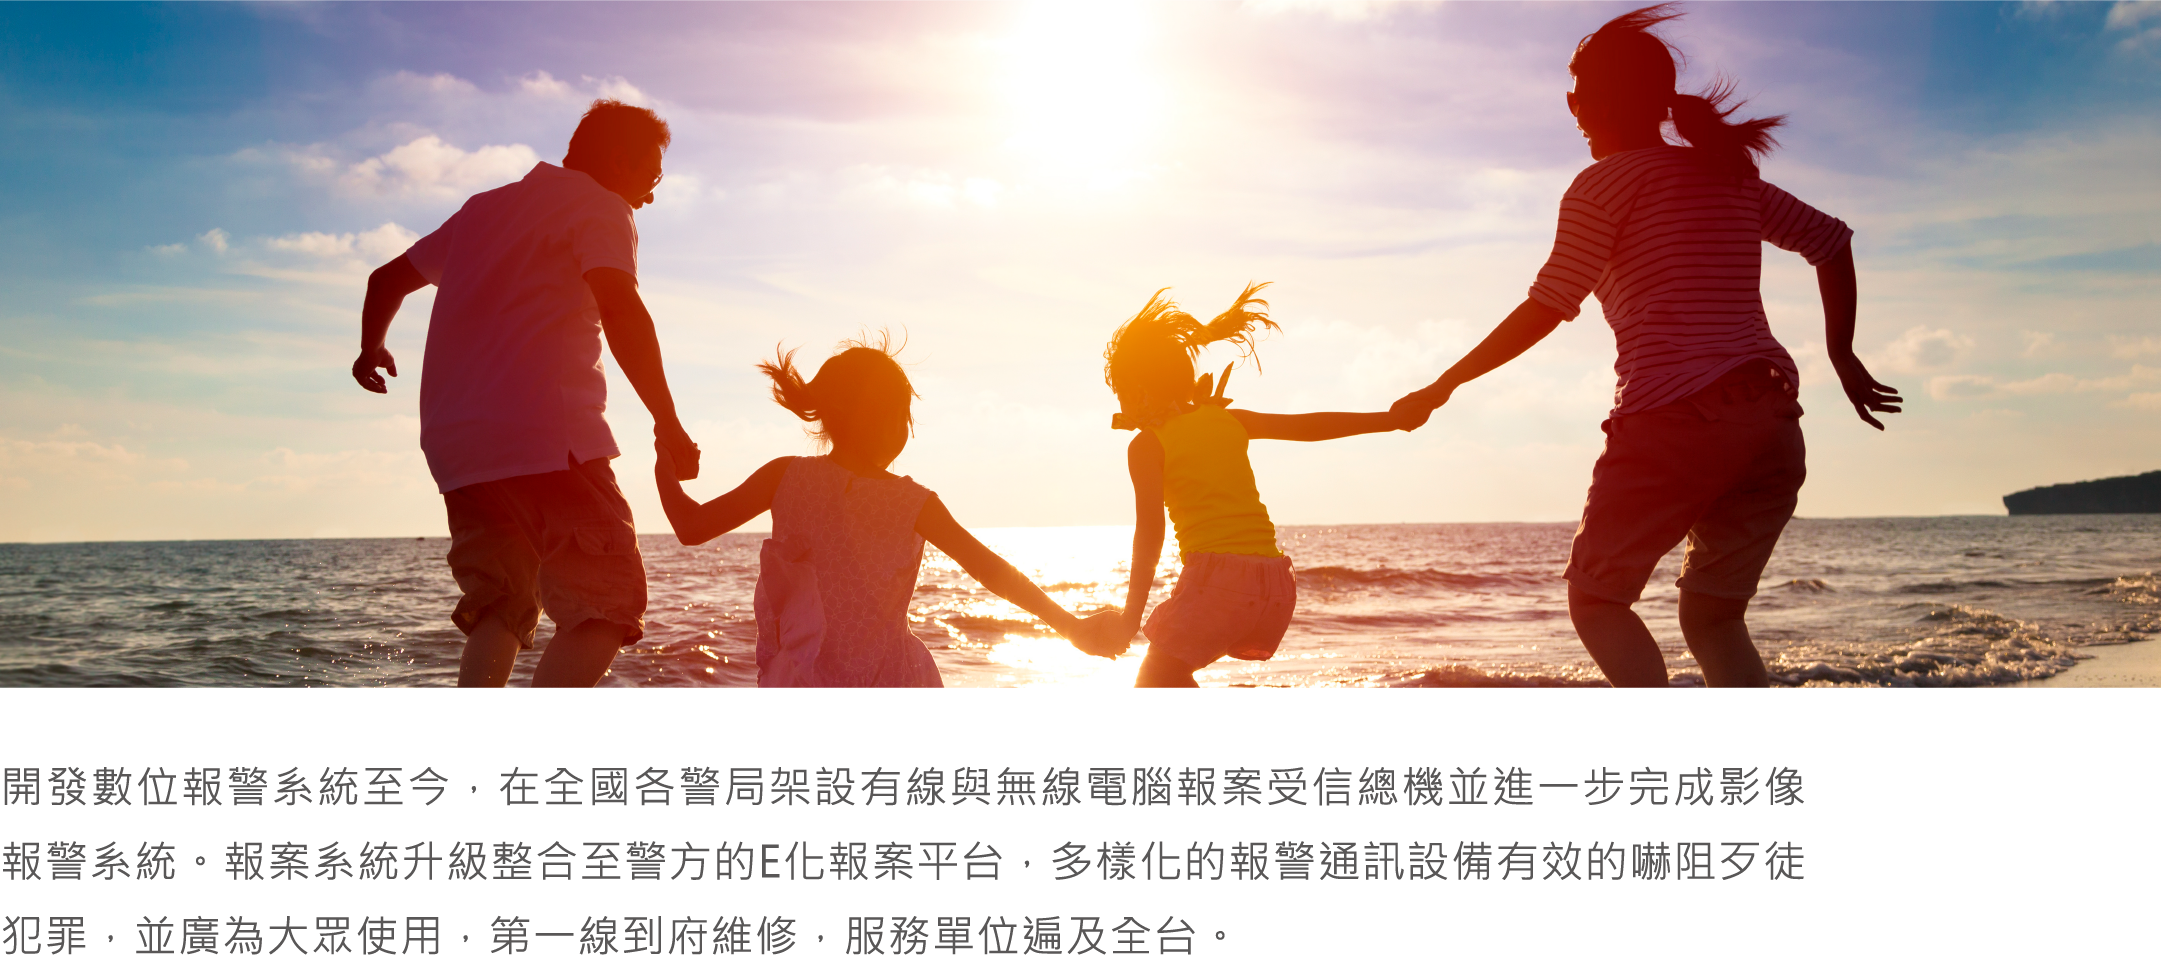 開發數位報警系統至今，在全國各警局架設有線與無線電腦報案受信總機並進一步完成影像
報警系統。報案系統升級整合至警方的E化報案平台，多樣化的報警通訊設備有效的嚇阻歹徒
犯罪，並廣為大眾使用，第一線到府維修，服務單位遍及全台。